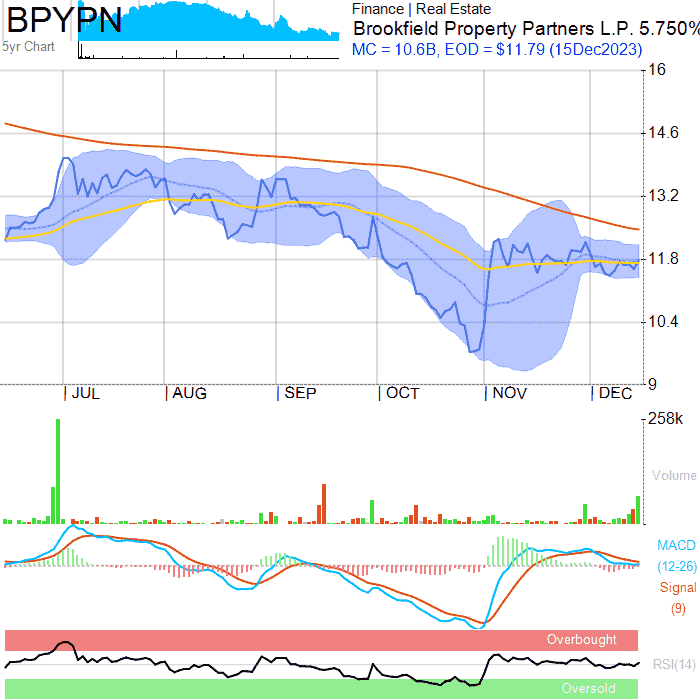 BPYPN
5yr Chart
Finance | Real Estate
Brookfield Property Partners L.P. 5.750%
MC = 10.6B, EOD = $11.79 (15Dec2023)
16
14.6
13.2
11.8
10.4
9
JUL AUG SEP OCT NOV DEC
258k
Volume
MACD
(12-26)
Signal
(9)
Overbought
RSI(14)
Oversold